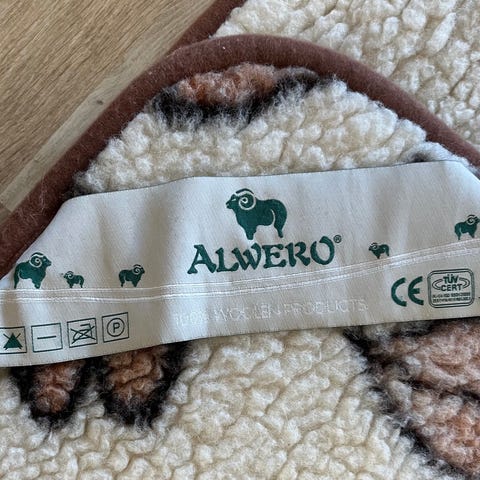 ALWERO®
CE
TÜV
CERT
100% WOOLEN PRODUCTS
P